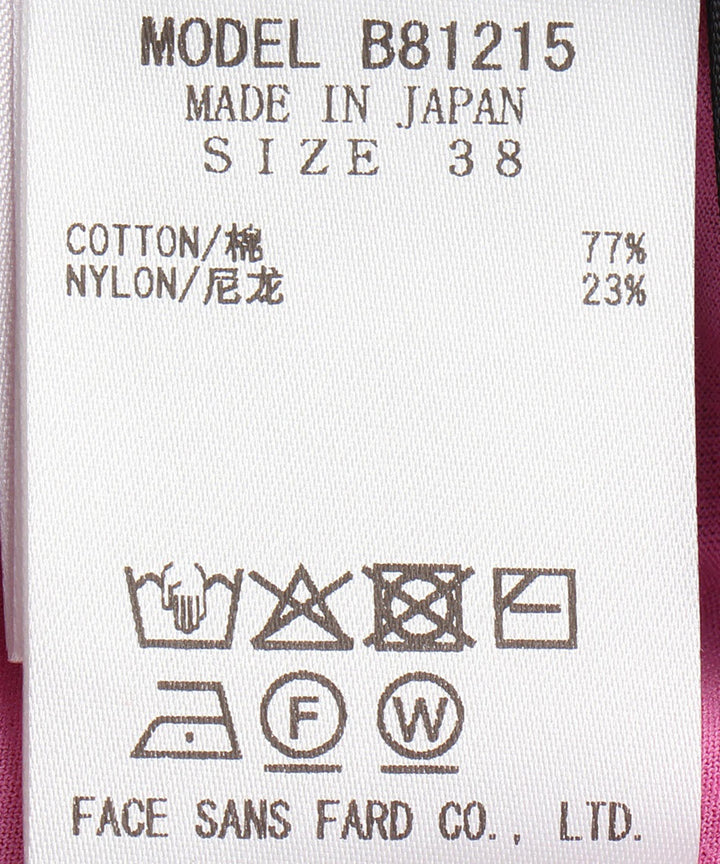 MODEL B81215
MADE IN JAPAN
SIZE 38
COTTON/棉 77%
NYLON/尼龙 23%
F W
FACE SANS FARD CO., LTD.